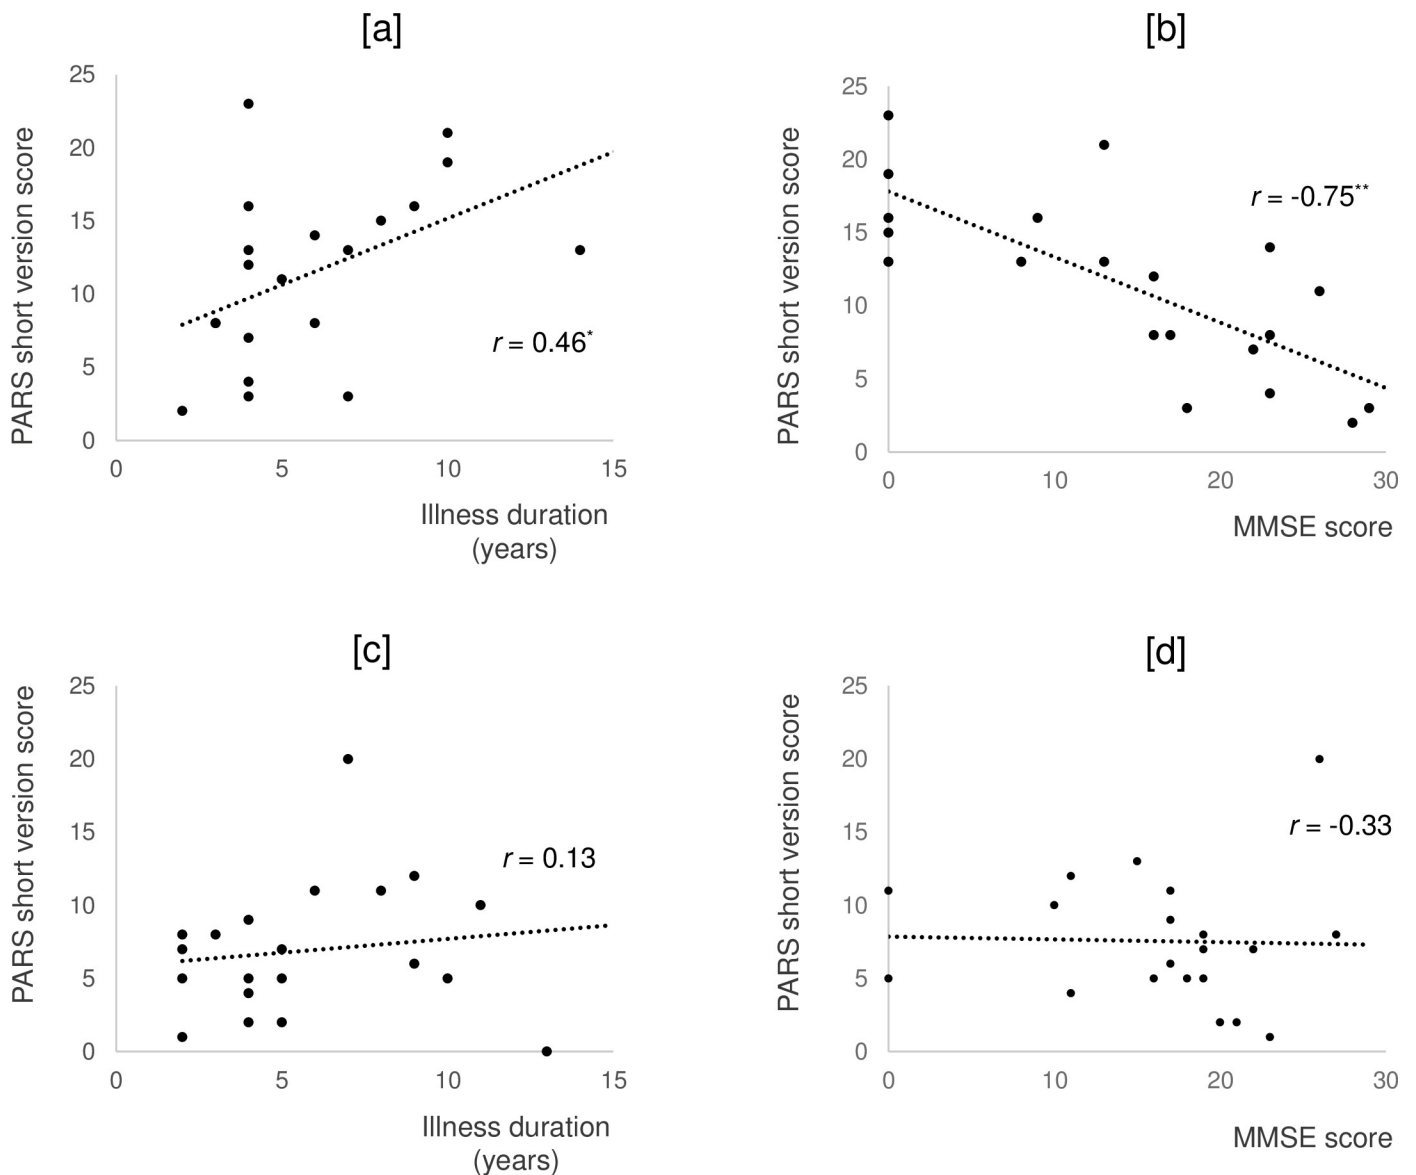 [a]
25
20
15
10
5
0
0 5 10 15
PARS short version score
r = 0.46*
Illness duration
(years)
[b]
25
20
15
10
5
0
0 10 20 30
PARS short version score
r = -0.75**
MMSE score
[c]
25
20
15
10
5
0
0 5 10 15
PARS short version score
r = 0.13
Illness duration
(years)
[d]
25
20
15
10
5
0
0 10 20 30
PARS short version score
r = -0.33
MMSE score